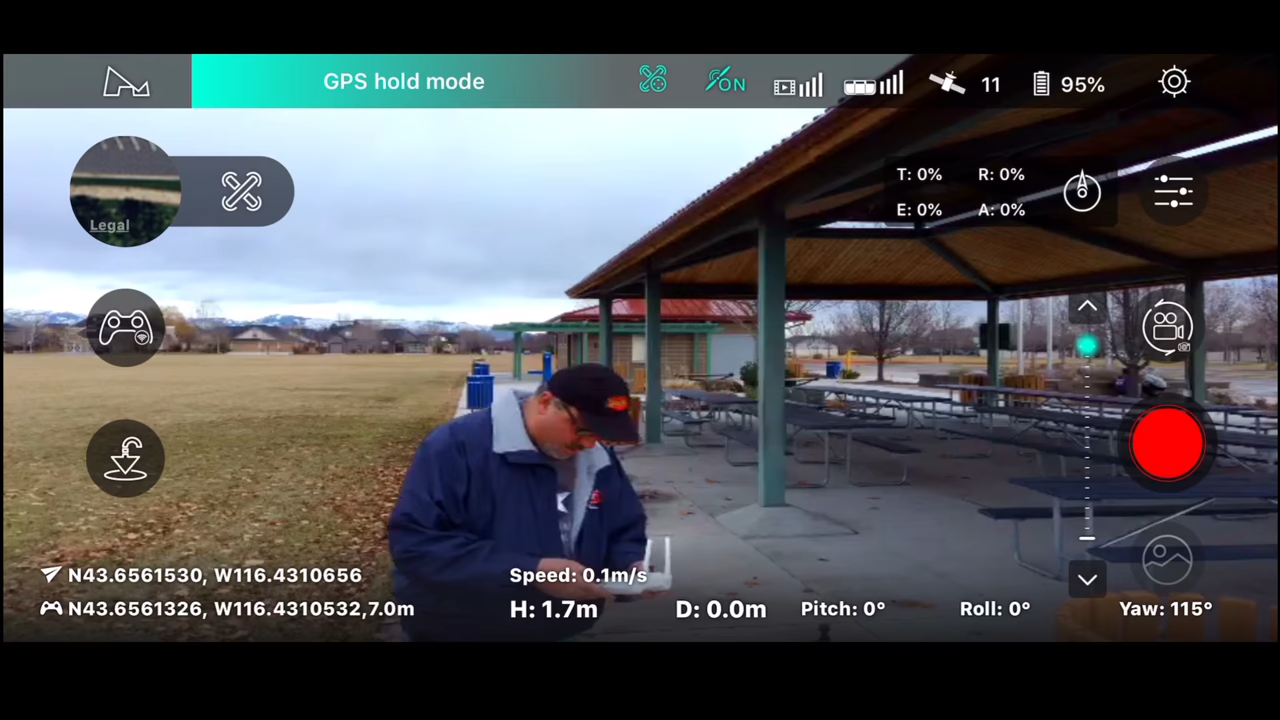 GPS hold mode
ON
11
95%
T: 0% R: 0%
E: 0% A: 0%
Legal
N43.6561530, W116.4310656
Speed: 0.1m/s
N43.6561326, W116.4310532,7.0m
H: 1.7m
D: 0.0m
Pitch: 0°
Roll: 0°
Yaw: 115°